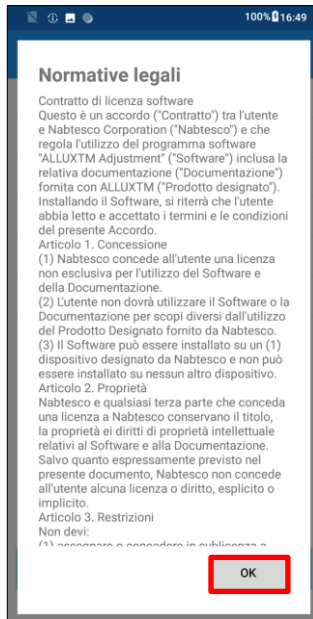 100% 16:49
Normative legali
Contratto di licenza software
Questo è un accordo ("Contratto") tra l'utente
e Nabtesco Corporation ("Nabtesco") e che
regola l'utilizzo del programma software
"ALLUXTM Adjustment" ("Software") inclusa la
relativa documentazione ("Documentazione")
fornita con ALLUXTM ("Prodotto designato").
Installando il Software, si riterrà che l'utente
abbia letto e accettato i termini e le condizioni
del presente Accordo.
Articolo 1. Concessione
(1) Nabtesco concede all'utente una licenza
non esclusiva per l'utilizzo del Software e
della Documentazione.
(2) L'utente non dovrà utilizzare il Software o la
Documentazione per scopi diversi dall'utilizzo
del Prodotto Designato fornito da Nabtesco.
(3) Il Software può essere installato su un (1)
dispositivo designato da Nabtesco e non può
essere installato su nessun altro dispositivo.
Articolo 2. Proprietà
Nabtesco e qualsiasi terza parte che conceda
una licenza a Nabtesco conservano il titolo,
la proprietà ei diritti di proprietà intellettuale
relativi al Software e alla Documentazione.
Salvo quanto espressamente previsto nel
presente documento, Nabtesco non concede
all'utente alcuna licenza o diritto, esplicito o
implicito.
Articolo 3. Restrizioni
Non devi:
(1) assegnare o concedere in sublicenza a
OK